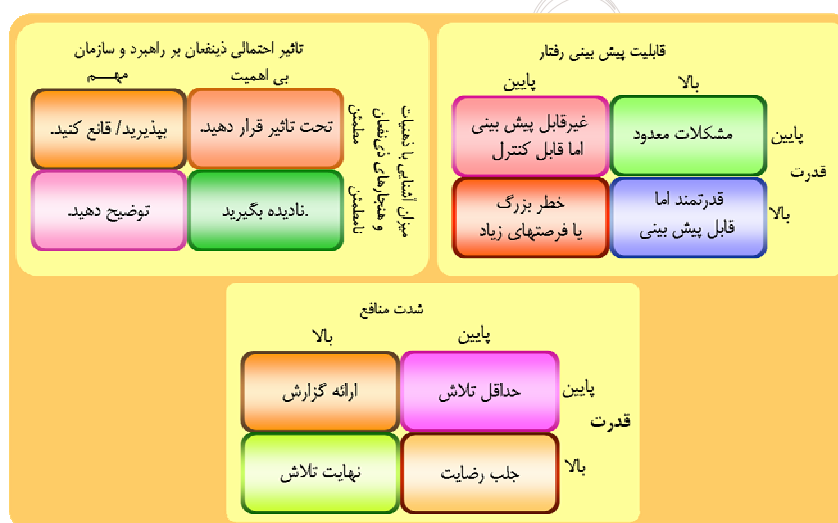 قابلیت پیش بینی رفتار
بالا
پایین
پایین
قدرت
بالا
مشکلات معدود
غیرقابل پیش بینی
اما قابل کنترل
قدرتمند اما
قابل پیش بینی
خطر بزرگ
یا فرصتهای زیاد
تاثیر احتمالی ذینفعان بر راهبرد و سازمان
بی اهمیت
مهـــم
میزان آشنایی با ذهنیات
و هنجارهای ذی‌نفعان
مطمئن
نامطمئن
تحت تاثیر قرار دهید.
بپذیرید/ قانع کنید.
.نادیده بگیرید
توضیح دهید.
شدت منافع
پایین
بالا
پایین
قدرت
بالا
حداقل تلاش
ارائه گزارش
جلب رضایت
نهایت تلاش